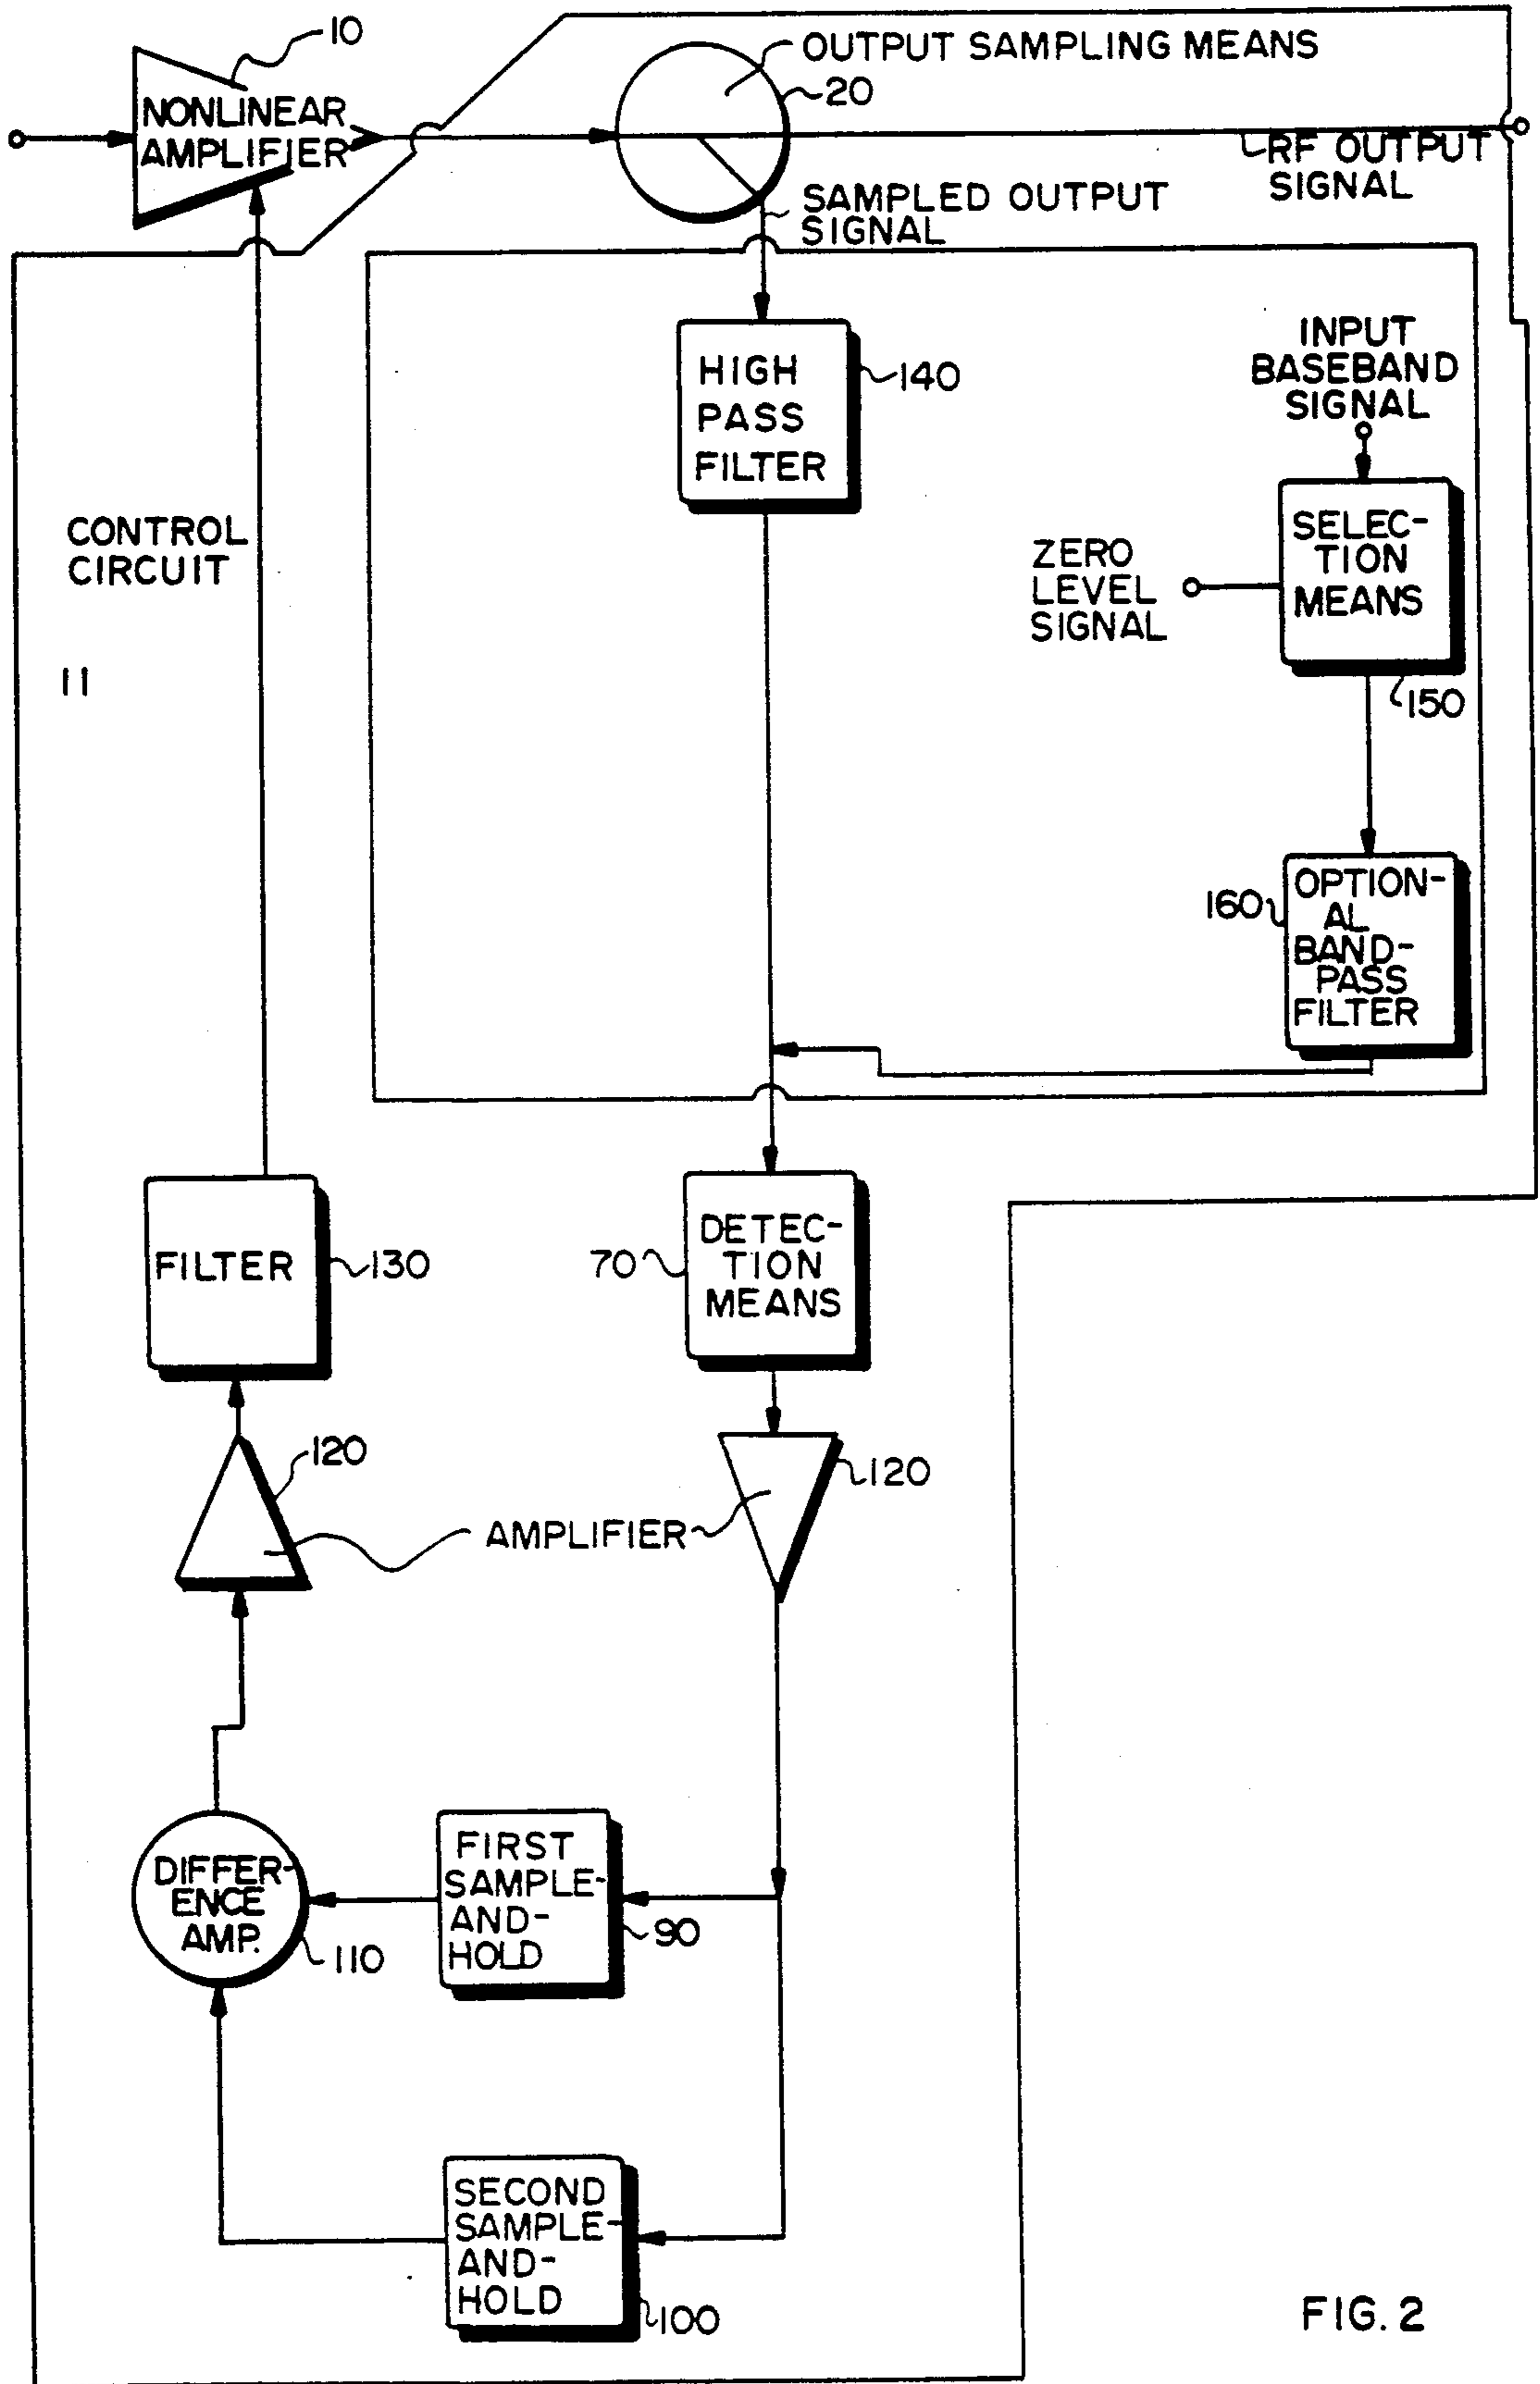 10
NONLINEAR
AMPLIFIER
OUTPUT SAMPLING MEANS
20
RF OUTPUT
SIGNAL
SAMPLED OUTPUT
SIGNAL
HIGH
PASS
FILTER
140
INPUT
BASEBAND
SIGNAL
CONTROL
CIRCUIT
11
ZERO
LEVEL
SIGNAL
SELEC-
TION
MEANS
150
160
OPTION-
AL
BAND-
PASS
FILTER
FILTER
130
70
DETEC-
TION
MEANS
120
AMPLIFIER
120
DIFFER-
ENCE
AMP.
110
FIRST
SAMPLE-
AND-
HOLD
90
SECOND
SAMPLE-
AND-
HOLD
100
FIG. 2